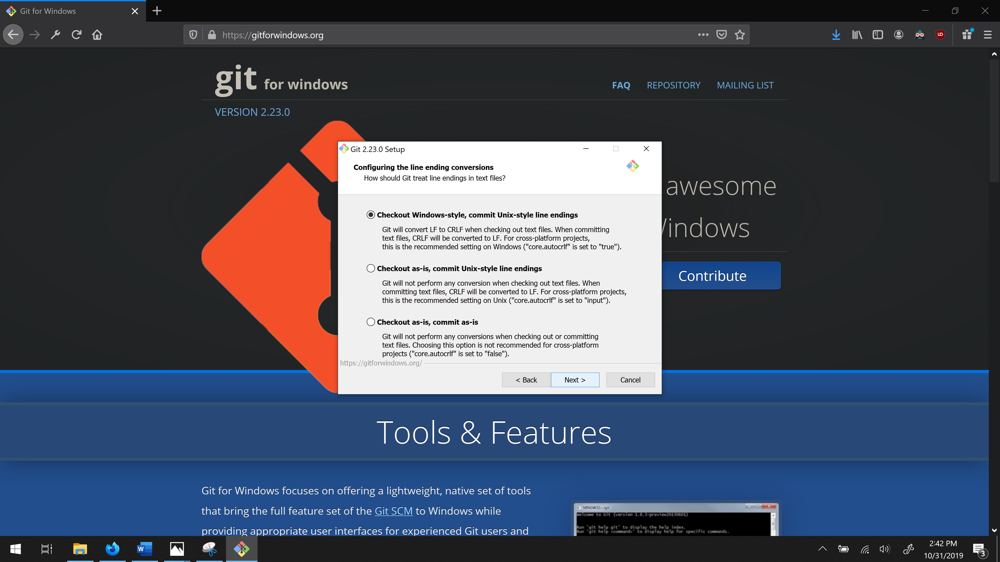 Git for Windows
https://gitforwindows.org
git for windows
FAQ REPOSITORY MAILING LIST
VERSION 2.23.0
awesome
indows
Contribute
Git 2.23.0 Setup
Configuring the line ending conversions
How should Git treat line endings in text files?
Checkout Windows-style, commit Unix-style line endings
Git will convert LF to CRLF when checking out text files. When committing
text files, CRLF will be converted to LF. For cross-platform projects,
this is the recommended setting on Windows ("core.autocrlf" is set to "true").
Checkout as-is, commit Unix-style line endings
Git will not perform any conversion when checking out text files. When
committing text files, CRLF will be converted to LF. For cross-platform projects,
this is the recommended setting on Unix ("core.autocrlf" is set to "input").
Checkout as-is, commit as-is
Git will not perform any conversions when checking out or committing
text files. Choosing this option is not recommended for cross-platform
projects ("core.autocrlf" is set to "false").
https://gitforwindows.org/
< Back Next > Cancel
Tools & Features
Git for Windows focuses on offering a lightweight, native set of tools
that bring the full feature set of the Git SCM to Windows while
providing appropriate user interfaces for experienced Git users and
MINGW32:~/git
Welcome to Git (version 1.8.3-preview20130601)
Run 'git help git' to display the help index.
Run 'git help <command>' to display help for specific commands.
2:42 PM
10/31/2019
3